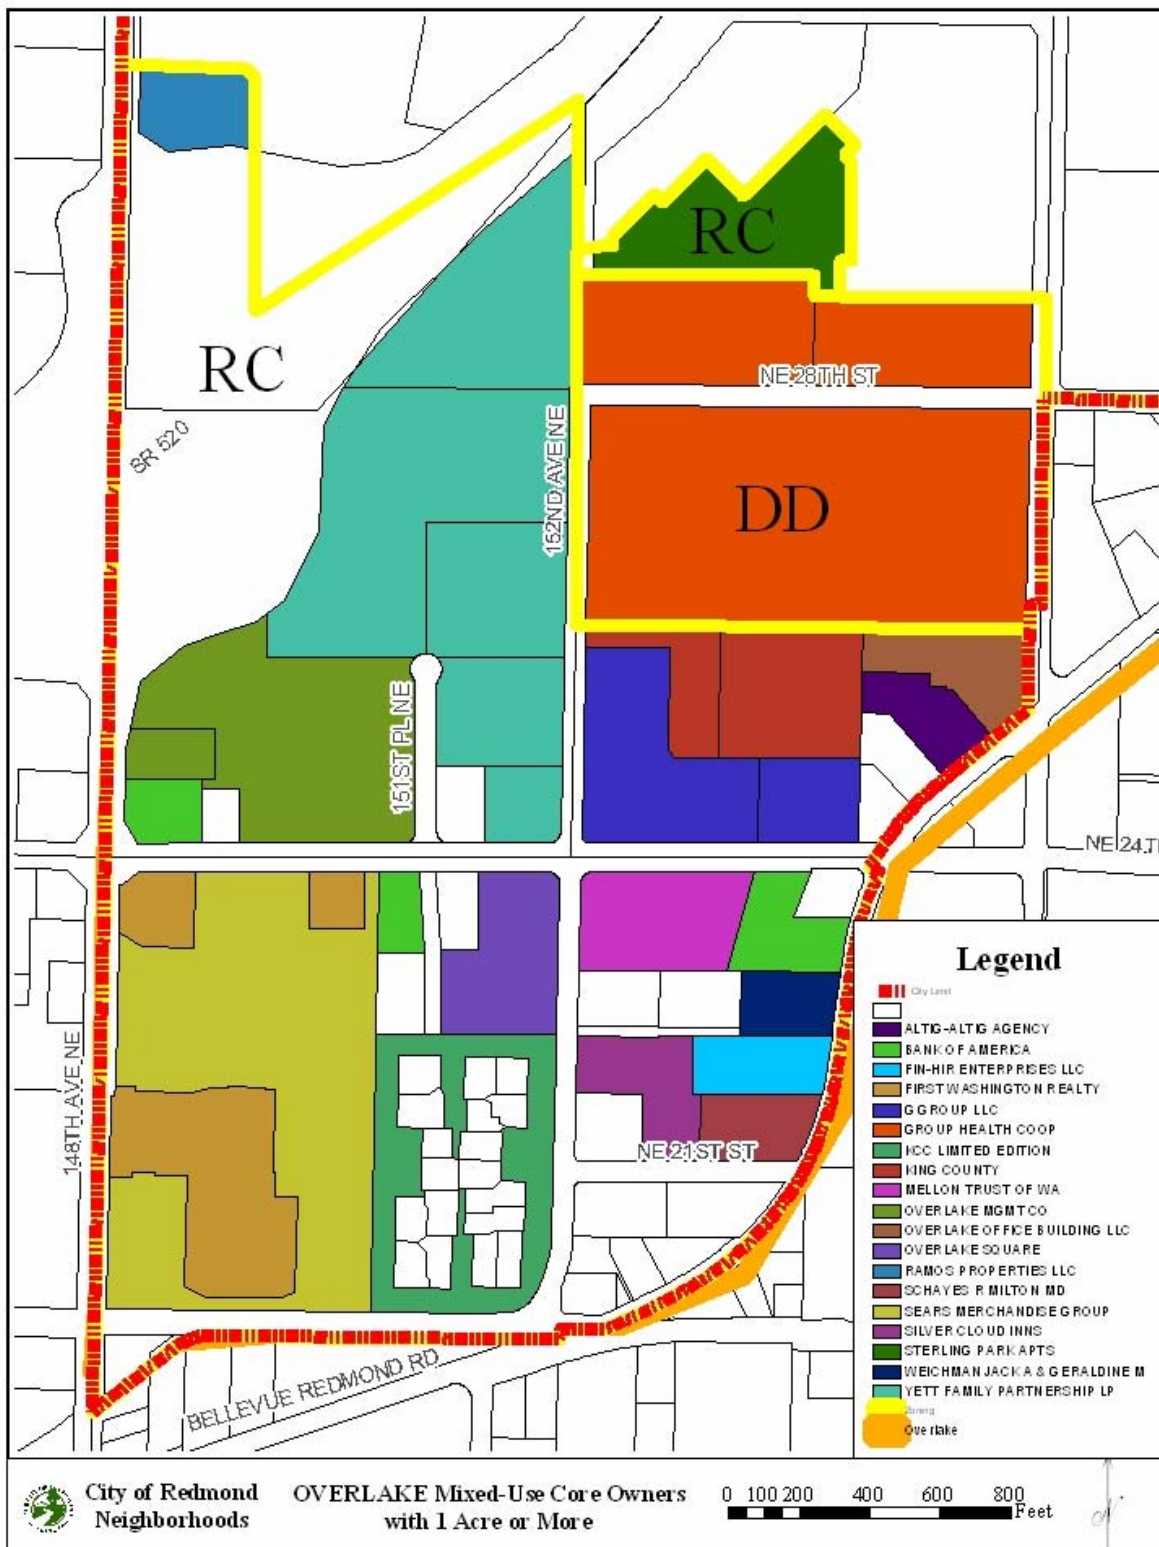 RC
RC
NE 28TH ST
SR 520
152ND AVE NE
DD
151ST PL NE
NE 24T
148TH AVE NE
NE 21ST ST
BELLEVUE REDMOND RD
Legend
City Limit
ALTIG-ALTIG AGENCY
BANK OF AMERICA
FIN-HIR ENTERPRISES LLC
FIRST WASHINGTON REALTY
G GROUP LLC
GROUP HEALTH COOP
KCC LIMITED EDITION
KING COUNTY
MELLON TRUST OF WA
OVERLAKE MGMT CO
OVERLAKE OFFICE BUILDING LLC
OVERLAKE SQUARE
RAMOS PROPERTIES LLC
SCHAYES R MILTON MD
SEARS MERCHANDISE GROUP
SILVER CLOUD INNS
STERLING PARK APTS
WEICHMAN JACK A & GERALDINE M
YETT FAMILY PARTNERSHIP LP
Zoning
Overlake
City of Redmond
Neighborhoods
OVERLAKE Mixed-Use Core Owners
with 1 Acre or More
0 100 200 400 600 800
Feet
N